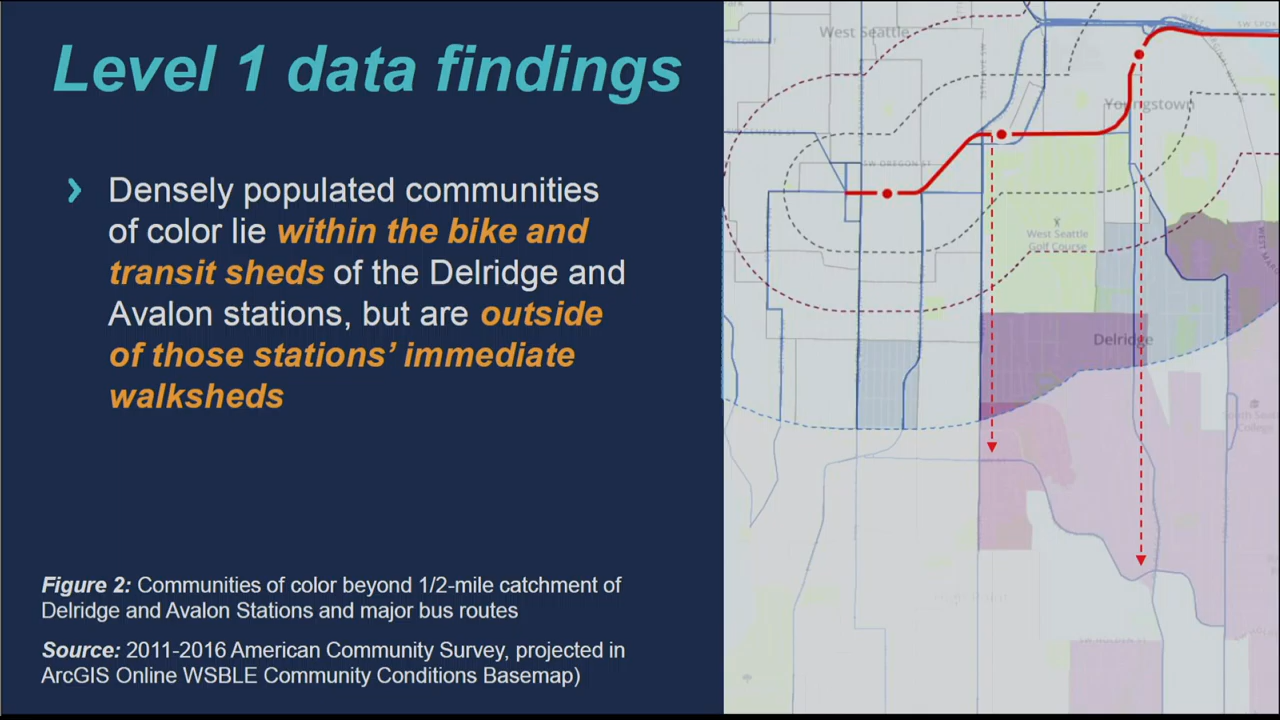 Level 1 data findings
Densely populated communities
of color lie within the bike and
transit sheds of the Delridge and
Avalon stations, but are outside
of those stations’ immediate
walksheds
Figure 2: Communities of color beyond 1/2-mile catchment of
Delridge and Avalon Stations and major bus routes
Source: 2011-2016 American Community Survey, projected in
ArcGIS Online WSBLE Community Conditions Basemap)
West Seattle
Youngstown
SW OREGON ST
West Seattle
Golf Course
Delridge